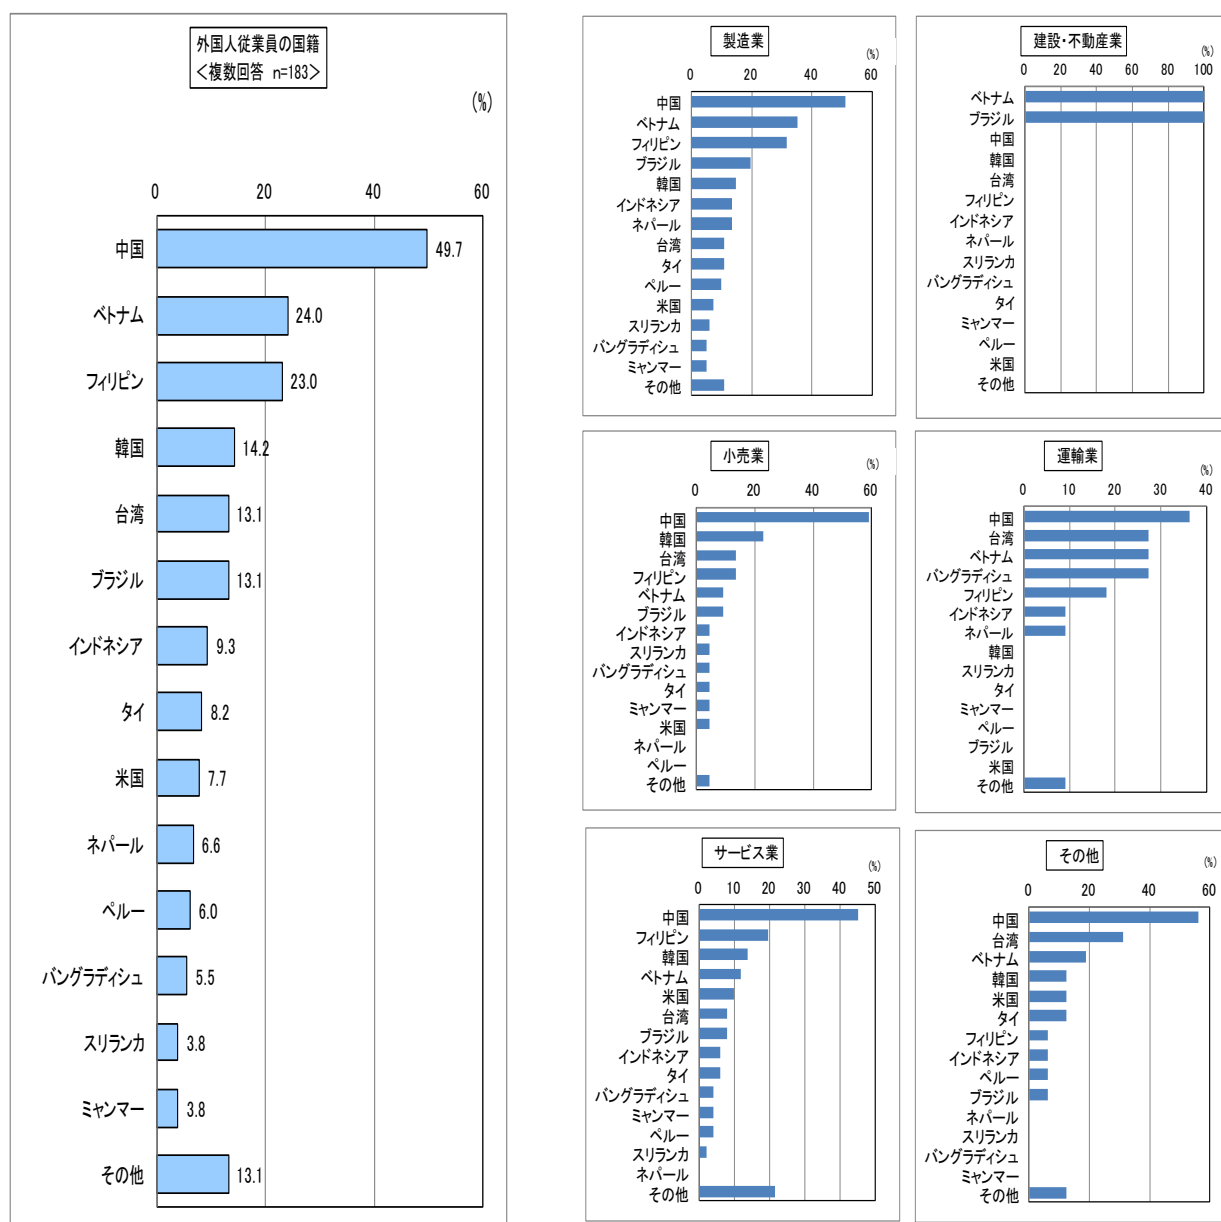 外国人従業員の国籍
＜複数回答 n=183＞
(%)
0 20 40 60
中国 49.7
ベトナム 24.0
フィリピン 23.0
韓国 14.2
台湾 13.1
ブラジル 13.1
インドネシア 9.3
タイ 8.2
米国 7.7
ネパール 6.6
ペルー 6.0
バングラディシュ 5.5
スリランカ 3.8
ミャンマー 3.8
その他 13.1
製造業
(%)
0 20 40 60
中国
ベトナム
フィリピン
ブラジル
韓国
インドネシア
ネパール
台湾
タイ
ペルー
米国
スリランカ
バングラディシュ
ミャンマー
その他
建設・不動産業
(%)
0 20 40 60 80 100
ベトナム
ブラジル
中国
韓国
台湾
フィリピン
インドネシア
ネパール
スリランカ
バングラディシュ
タイ
ミャンマー
ペルー
米国
その他
小売業
(%)
0 20 40 60
中国
韓国
台湾
フィリピン
ベトナム
ブラジル
インドネシア
スリランカ
バングラディシュ
タイ
ミャンマー
米国
ネパール
ペルー
その他
運輸業
(%)
0 10 20 30 40
中国
台湾
ベトナム
バングラディシュ
フィリピン
インドネシア
ネパール
韓国
スリランカ
タイ
ミャンマー
ペルー
ブラジル
米国
その他
サービス業
(%)
0 10 20 30 40 50
中国
フィリピン
韓国
ベトナム
米国
台湾
ブラジル
インドネシア
タイ
バングラディシュ
ミャンマー
ペルー
スリランカ
ネパール
その他
その他
(%)
0 20 40 60
中国
台湾
ベトナム
韓国
米国
タイ
フィリピン
インドネシア
ペルー
ブラジル
ネパール
スリランカ
バングラディシュ
ミャンマー
その他